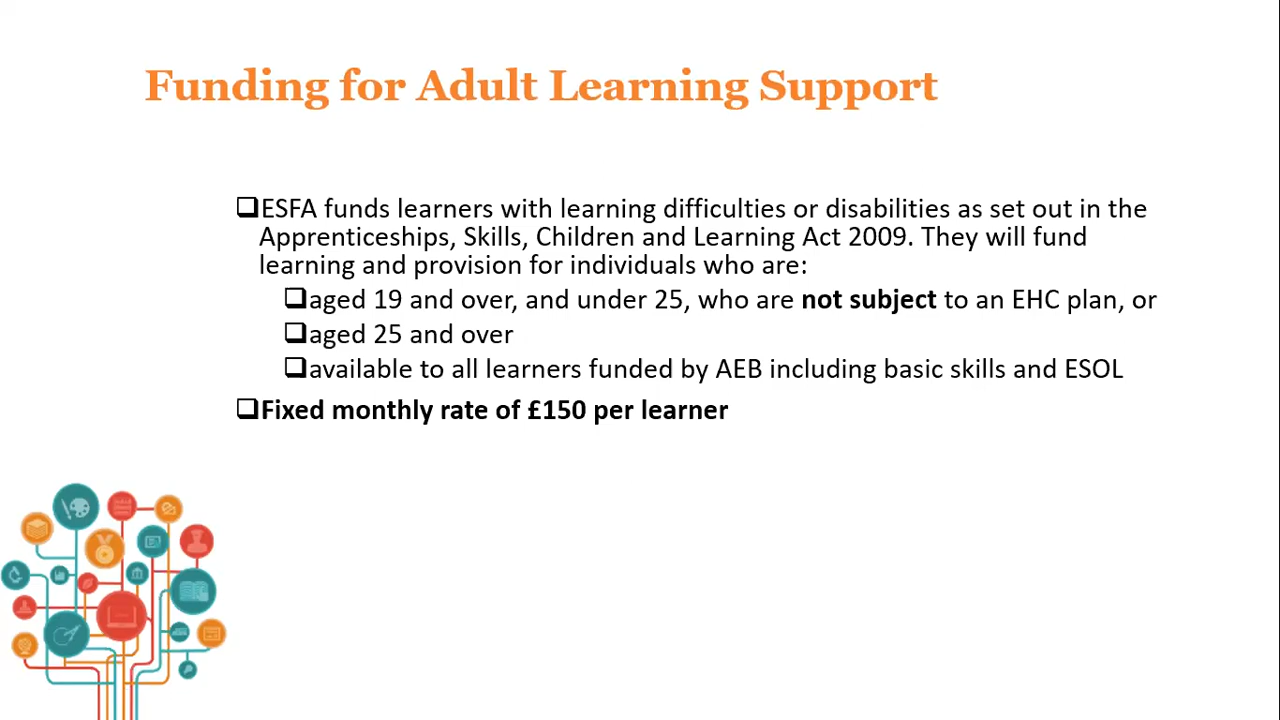 Funding for Adult Learning Support
❑ESFA funds learners with learning difficulties or disabilities as set out in the
Apprenticeships, Skills, Children and Learning Act 2009. They will fund
learning and provision for individuals who are:
❑aged 19 and over, and under 25, who are not subject to an EHC plan, or
❑aged 25 and over
❑available to all learners funded by AEB including basic skills and ESOL
❑Fixed monthly rate of £150 per learner